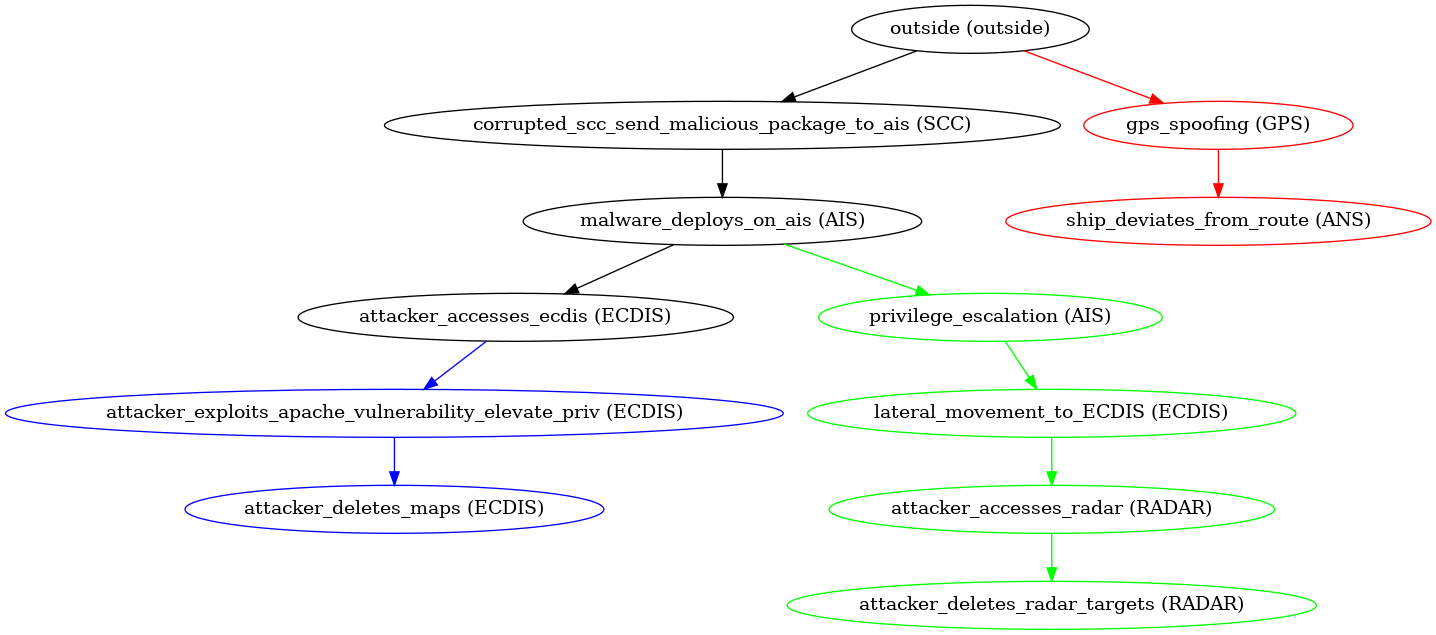 outside (outside)
corrupted_scc_send_malicious_package_to_ais (SCC)
gps_spoofing (GPS)
malware_deploys_on_ais (AIS)
ship_deviates_from_route (ANS)
attacker_accesses_ecdis (ECDIS)
privilege_escalation (AIS)
attacker_exploits_apache_vulnerability_elevate_priv (ECDIS)
lateral_movement_to_ECDIS (ECDIS)
attacker_deletes_maps (ECDIS)
attacker_accesses_radar (RADAR)
attacker_deletes_radar_targets (RADAR)